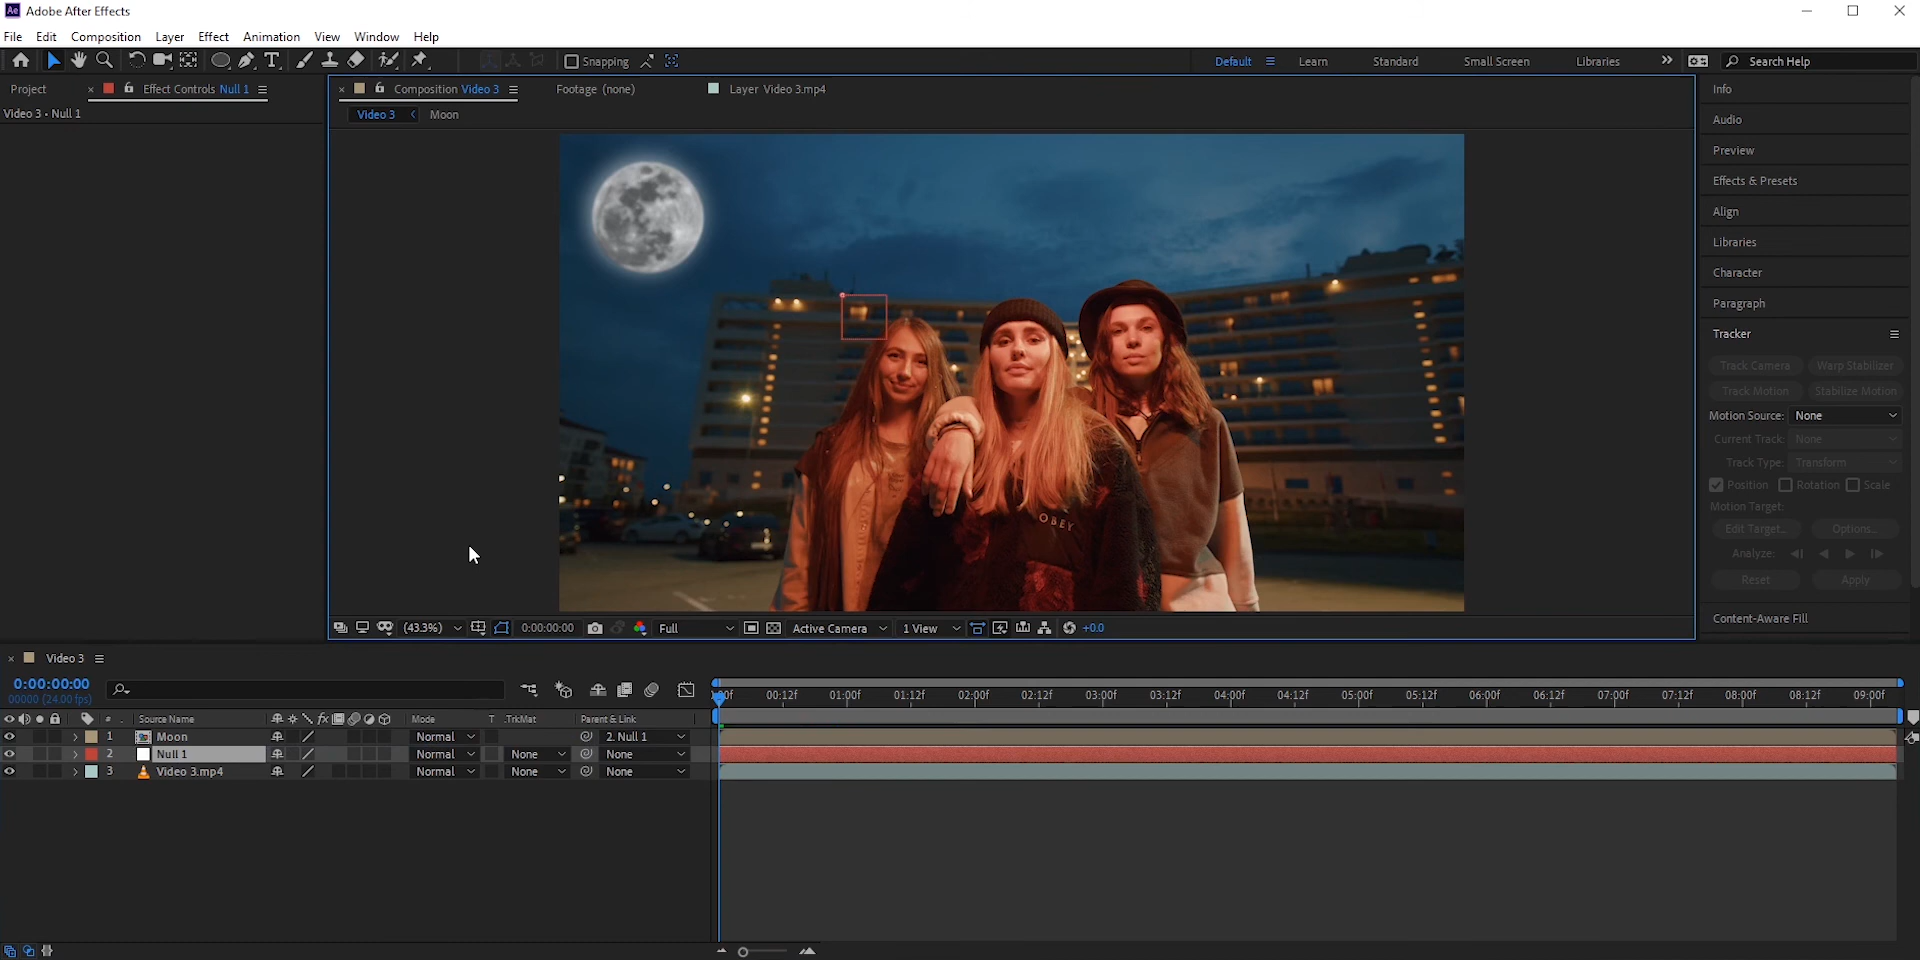 Ae Adobe After Effects
File Edit Composition Layer Effect Animation View Window Help
Snapping Default Learn Standard Small Screen Libraries Search Help
Project Effect Controls Null 1 Composition Video 3 Footage (none) Layer Video 3.mp4 Info
Video 3 • Null 1 Video 3 Moon
Audio
Preview
Effects & Presets
Align
Libraries
Character
Paragraph
Tracker
Track Camera Warp Stabilizer
Track Motion Stabilize Motion
Motion Source: None
Current Track: None
Track Type: Transform
Position Rotation Scale
Motion Target:
Edit Target... Options...
Analyze:
Reset Apply
Content-Aware Fill
OBEY
(43.3%) 0:00:00:00 Full Active Camera 1 View +0.0
Video 3
0:00:00:00
00000 (24.00 fps)
:00f 00:12f 01:00f 01:12f 02:00f 02:12f 03:00f 03:12f 04:00f 04:12f 05:00f 05:12f 06:00f 06:12f 07:00f 07:12f 08:00f 08:12f 09:00f
# Source Name fx Mode T .TrkMat Parent & Link
1 Moon Normal 2. Null 1
2 Null 1 Normal None None
3 Video 3.mp4 Normal None None